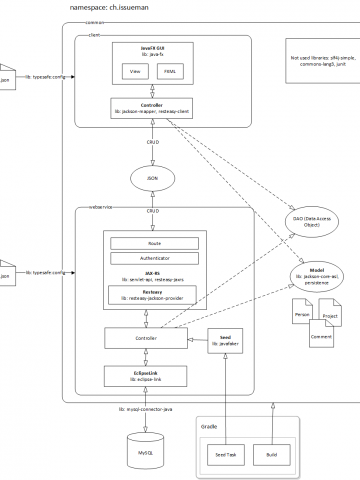 namespace: ch.issueman
common
client
JavaFX GUI
lib: java-fx
View
FXML
Not used libraries: slf4j-simple,
commons-lang3, junit
.json
lib: typesafe:config
Controller
lib: jackson-mapper, resteasy-client
CRUD
JSON
webservice
CRUD
DAO (Data Access
Object)
Route
Authenticator
JAX-RS
lib: servlet-api, resteasy-jaxrs
Model
lib: jackson-core-asl,
persistence
.json
lib: typesafe-config
Resteasy
lib: resteasy-jackson-provider
Person
Project
Comment
Controller
Seed
lib: javafaker
EclipseLink
lib: eclipse-link
lib: mysql-connector-java
Gradle
MySQL
Seed Task
Build